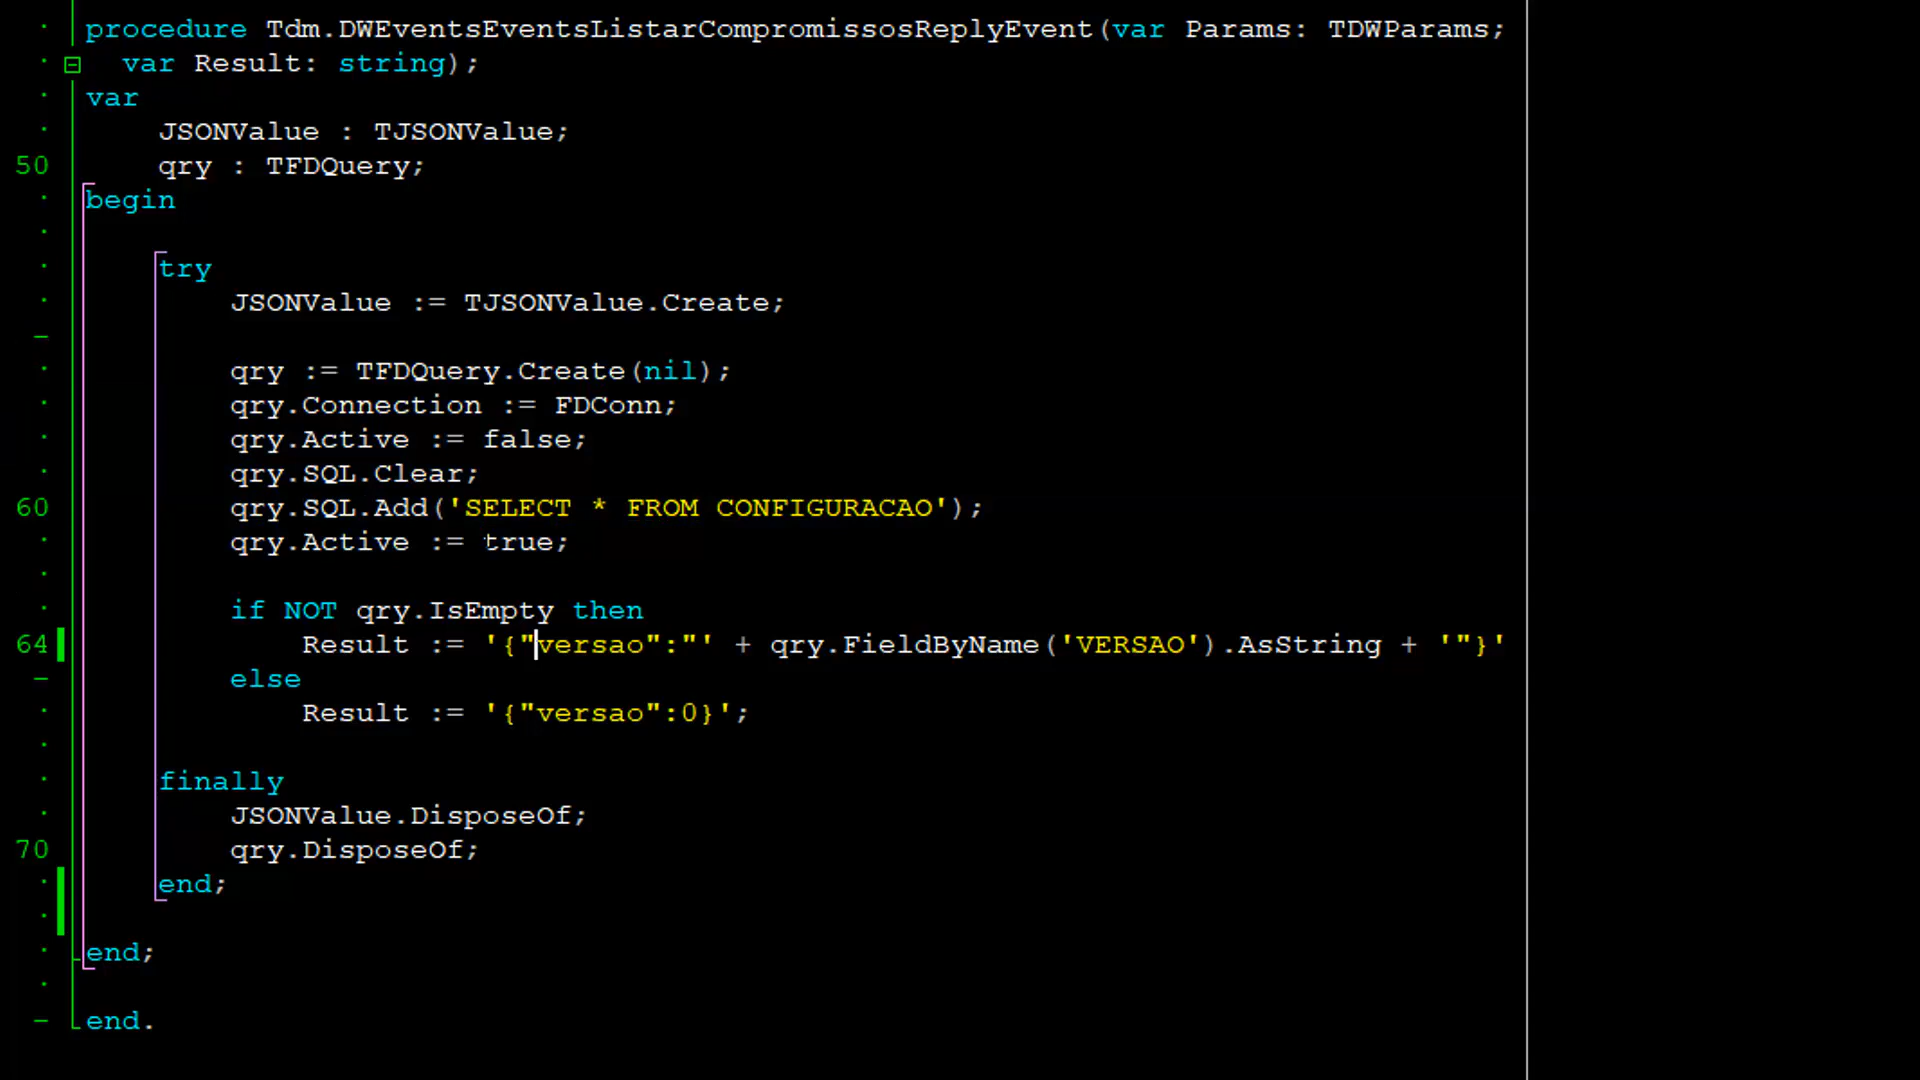 procedure Tdm.DWEventsEventsListarCompromissosReplyEvent(var Params: TDWParams;
var Result: string);
var
JSONValue : TJSONValue;
50 qry : TFDQuery;
begin
try
JSONValue := TJSONValue.Create;
qry := TFDQuery.Create(nil);
qry.Connection := FDConn;
qry.Active := false;
qry.SQL.Clear;
60 qry.SQL.Add('SELECT * FROM CONFIGURACAO');
qry.Active := true;
if NOT qry.IsEmpty then
64 Result := '{"versao":"' + qry.FieldByName('VERSAO').AsString + '"}'
else
Result := '{"versao":0}';
finally
JSONValue.DisposeOf;
70 qry.DisposeOf;
end;
end;
end.